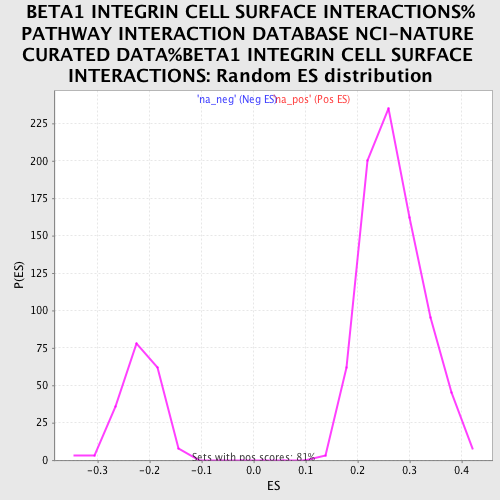 BETA1 INTEGRIN CELL SURFACE INTERACTIONS%
PATHWAY INTERACTION DATABASE NCI-NATURE
CURATED DATA%BETA1 INTEGRIN CELL SURFACE
INTERACTIONS: Random ES distribution
'na_neg' (Neg ES) 'na_pos' (Pos ES)
225
200
175
150
125
100
75
50
25
0
P(ES)
Sets with pos scores: 81%
-0.3 -0.2 -0.1 0.0 0.1 0.2 0.3 0.4
ES